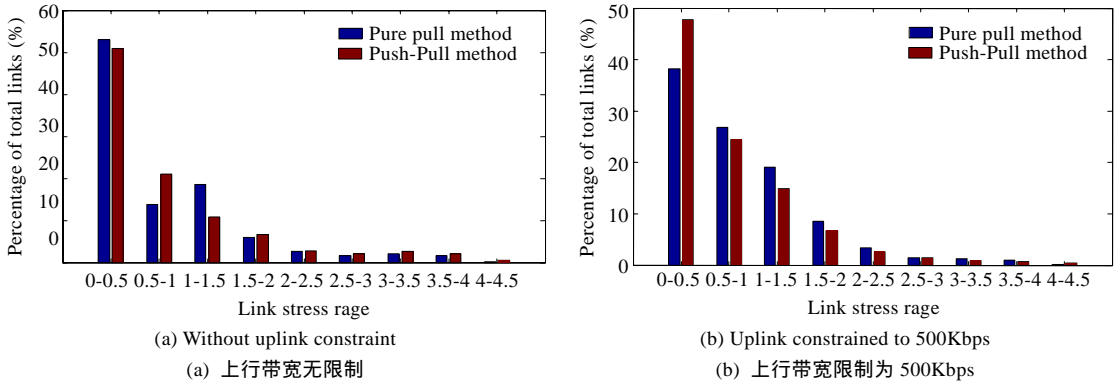 60
50
40
30
20
10
0
Percentage of total links (%)
Pure pull method
Push-Pull method
0-0.5 0.5-1 1-1.5 1.5-2 2-2.5 2.5-3 3-3.5 3.5-4 4-4.5
Link stress rage
(a) Without uplink constraint
(a) 上行带宽无限制
50
40
30
20
10
0
Percentage of total links (%)
Pure pull method
Push-Pull method
0-0.5 0.5-1 1-1.5 1.5-2 2-2.5 2.5-3 3-3.5 3.5-4 4-4.5
Link stress rage
(b) Uplink constrained to 500Kbps
(b) 上行带宽限制为 500Kbps